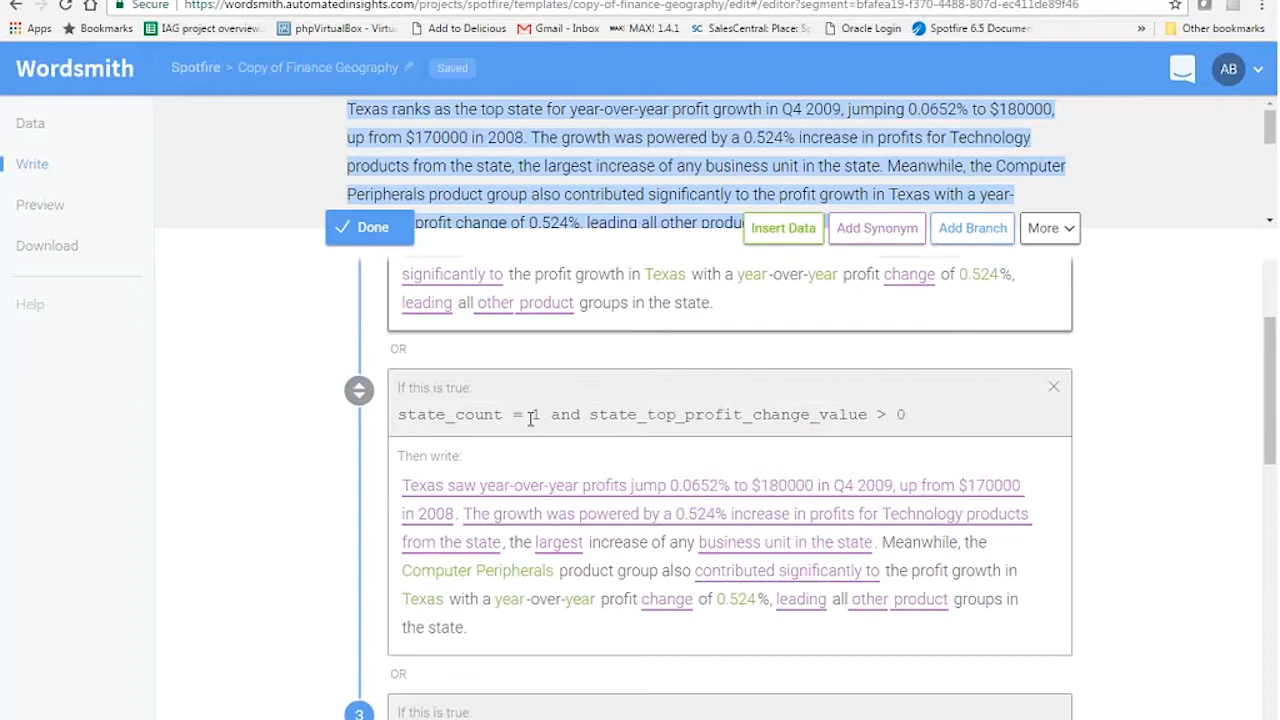 Secure https://wordsmith.automatedinsights.com/projects/spotfire/templates/copy-of-finance-geography/edit#/editor?segment=bfafea19-f370-4488-807d-ec411de89f46
Apps Bookmarks IAG project overview. phpVirtualBox - Virtu Add to Delicious Gmail - Inbox MAX! 1.4.1 SalesCentral: Place: Sp Oracle Login Spotfire 6.5 Documen » Other bookmarks
Wordsmith Spotfire > Copy of Finance Geography Saved AB
Data
Write
Preview
Download
Help
Texas ranks as the top state for year-over-year profit growth in Q4 2009, jumping 0.0652% to $180000,
up from $170000 in 2008. The growth was powered by a 0.524% increase in profits for Technology
products from the state, the largest increase of any business unit in the state. Meanwhile, the Computer
Peripherals product group also contributed significantly to the profit growth in Texas with a year-
profit change of 0.524%, leading all other produ
Done Insert Data Add Synonym Add Branch More
significantly to the profit growth in Texas with a year-over-year profit change of 0.524%,
leading all other product groups in the state.
OR
If this is true:
state_count = 1 and state_top_profit_change_value > 0
Then write:
Texas saw year-over-year profits jump 0.0652% to $180000 in Q4 2009, up from $170000
in 2008. The growth was powered by a 0.524% increase in profits for Technology products
from the state, the largest increase of any business unit in the state. Meanwhile, the
Computer Peripherals product group also contributed significantly to the profit growth in
Texas with a year-over-year profit change of 0.524%, leading all other product groups in
the state.
OR
3
If this is true: